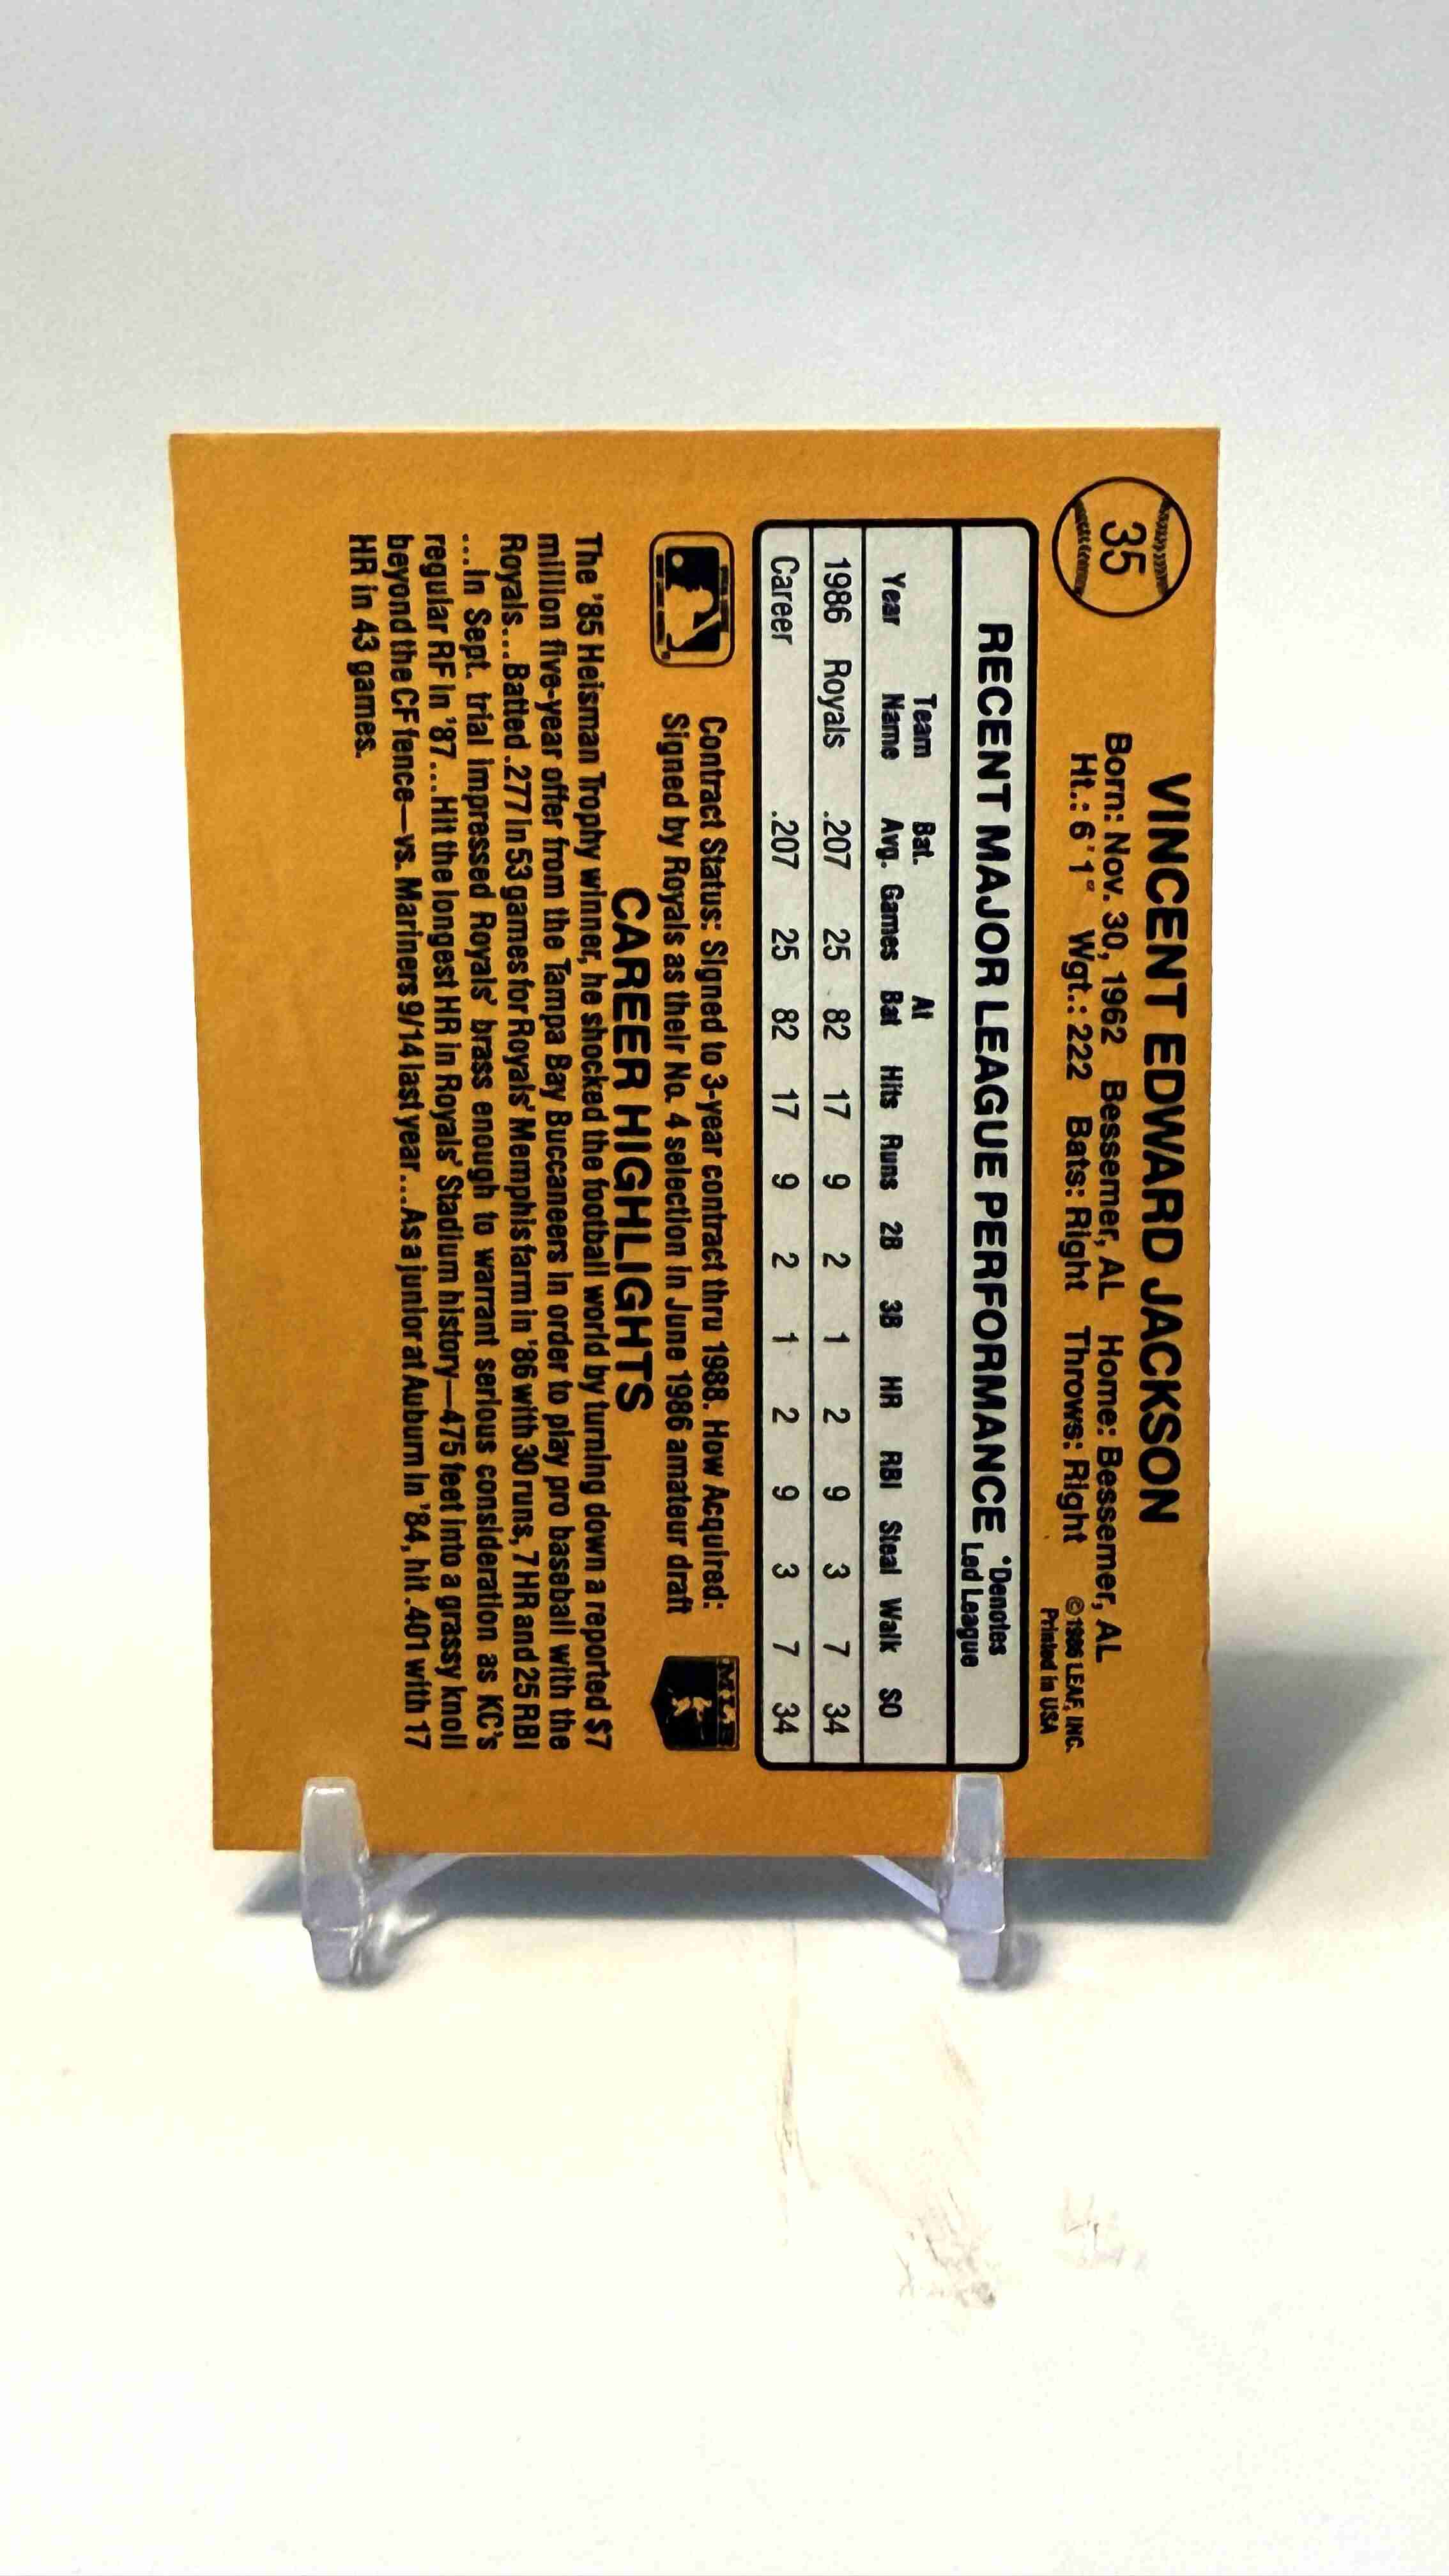 35
VINCENT EDWARD JACKSON
Born: Nov. 30, 1962 Bessemer, AL Home: Bessemer, AL
Ht.: 6'1" Wgt.: 222 Bats: Right Throws: Right
© 1986 LEAF, INC.
Printed in USA
RECENT MAJOR LEAGUE PERFORMANCE
*Denotes
Led League
Year Team Name Bat. Avg. Games At Bat Hits Runs 2B 3B HR RBI Steal Walk SO
1986 Royals .207 25 82 17 9 2 1 2 9 3 7 34
Career .207 25 82 17 9 2 1 2 9 3 7 34
Contract Status: Signed to 3-year contract thru 1988. How Acquired:
Signed by Royals as their No. 4 selection in June 1986 amateur draft
MLB
CAREER HIGHLIGHTS
The '85 Heisman Trophy winner, he shocked the football world by turning down a reported $7
million five-year offer from the Tampa Bay Buccaneers in order to play pro baseball with the
Royals...Batted .277 in 53 games for Royals' Memphis farm in '86 with 30 runs, 7 HR and 25 RBI
...In Sept. trial impressed Royals' brass enough to warrant serious consideration as KC's
regular RF in '87...Hit the longest HR in Royals' Stadium history—475 feet into a grassy knoll
beyond the CF fence—vs. Mariners 9/14 last year...As a junior at Auburn in '84, hit .401 with 17
HR in 43 games.